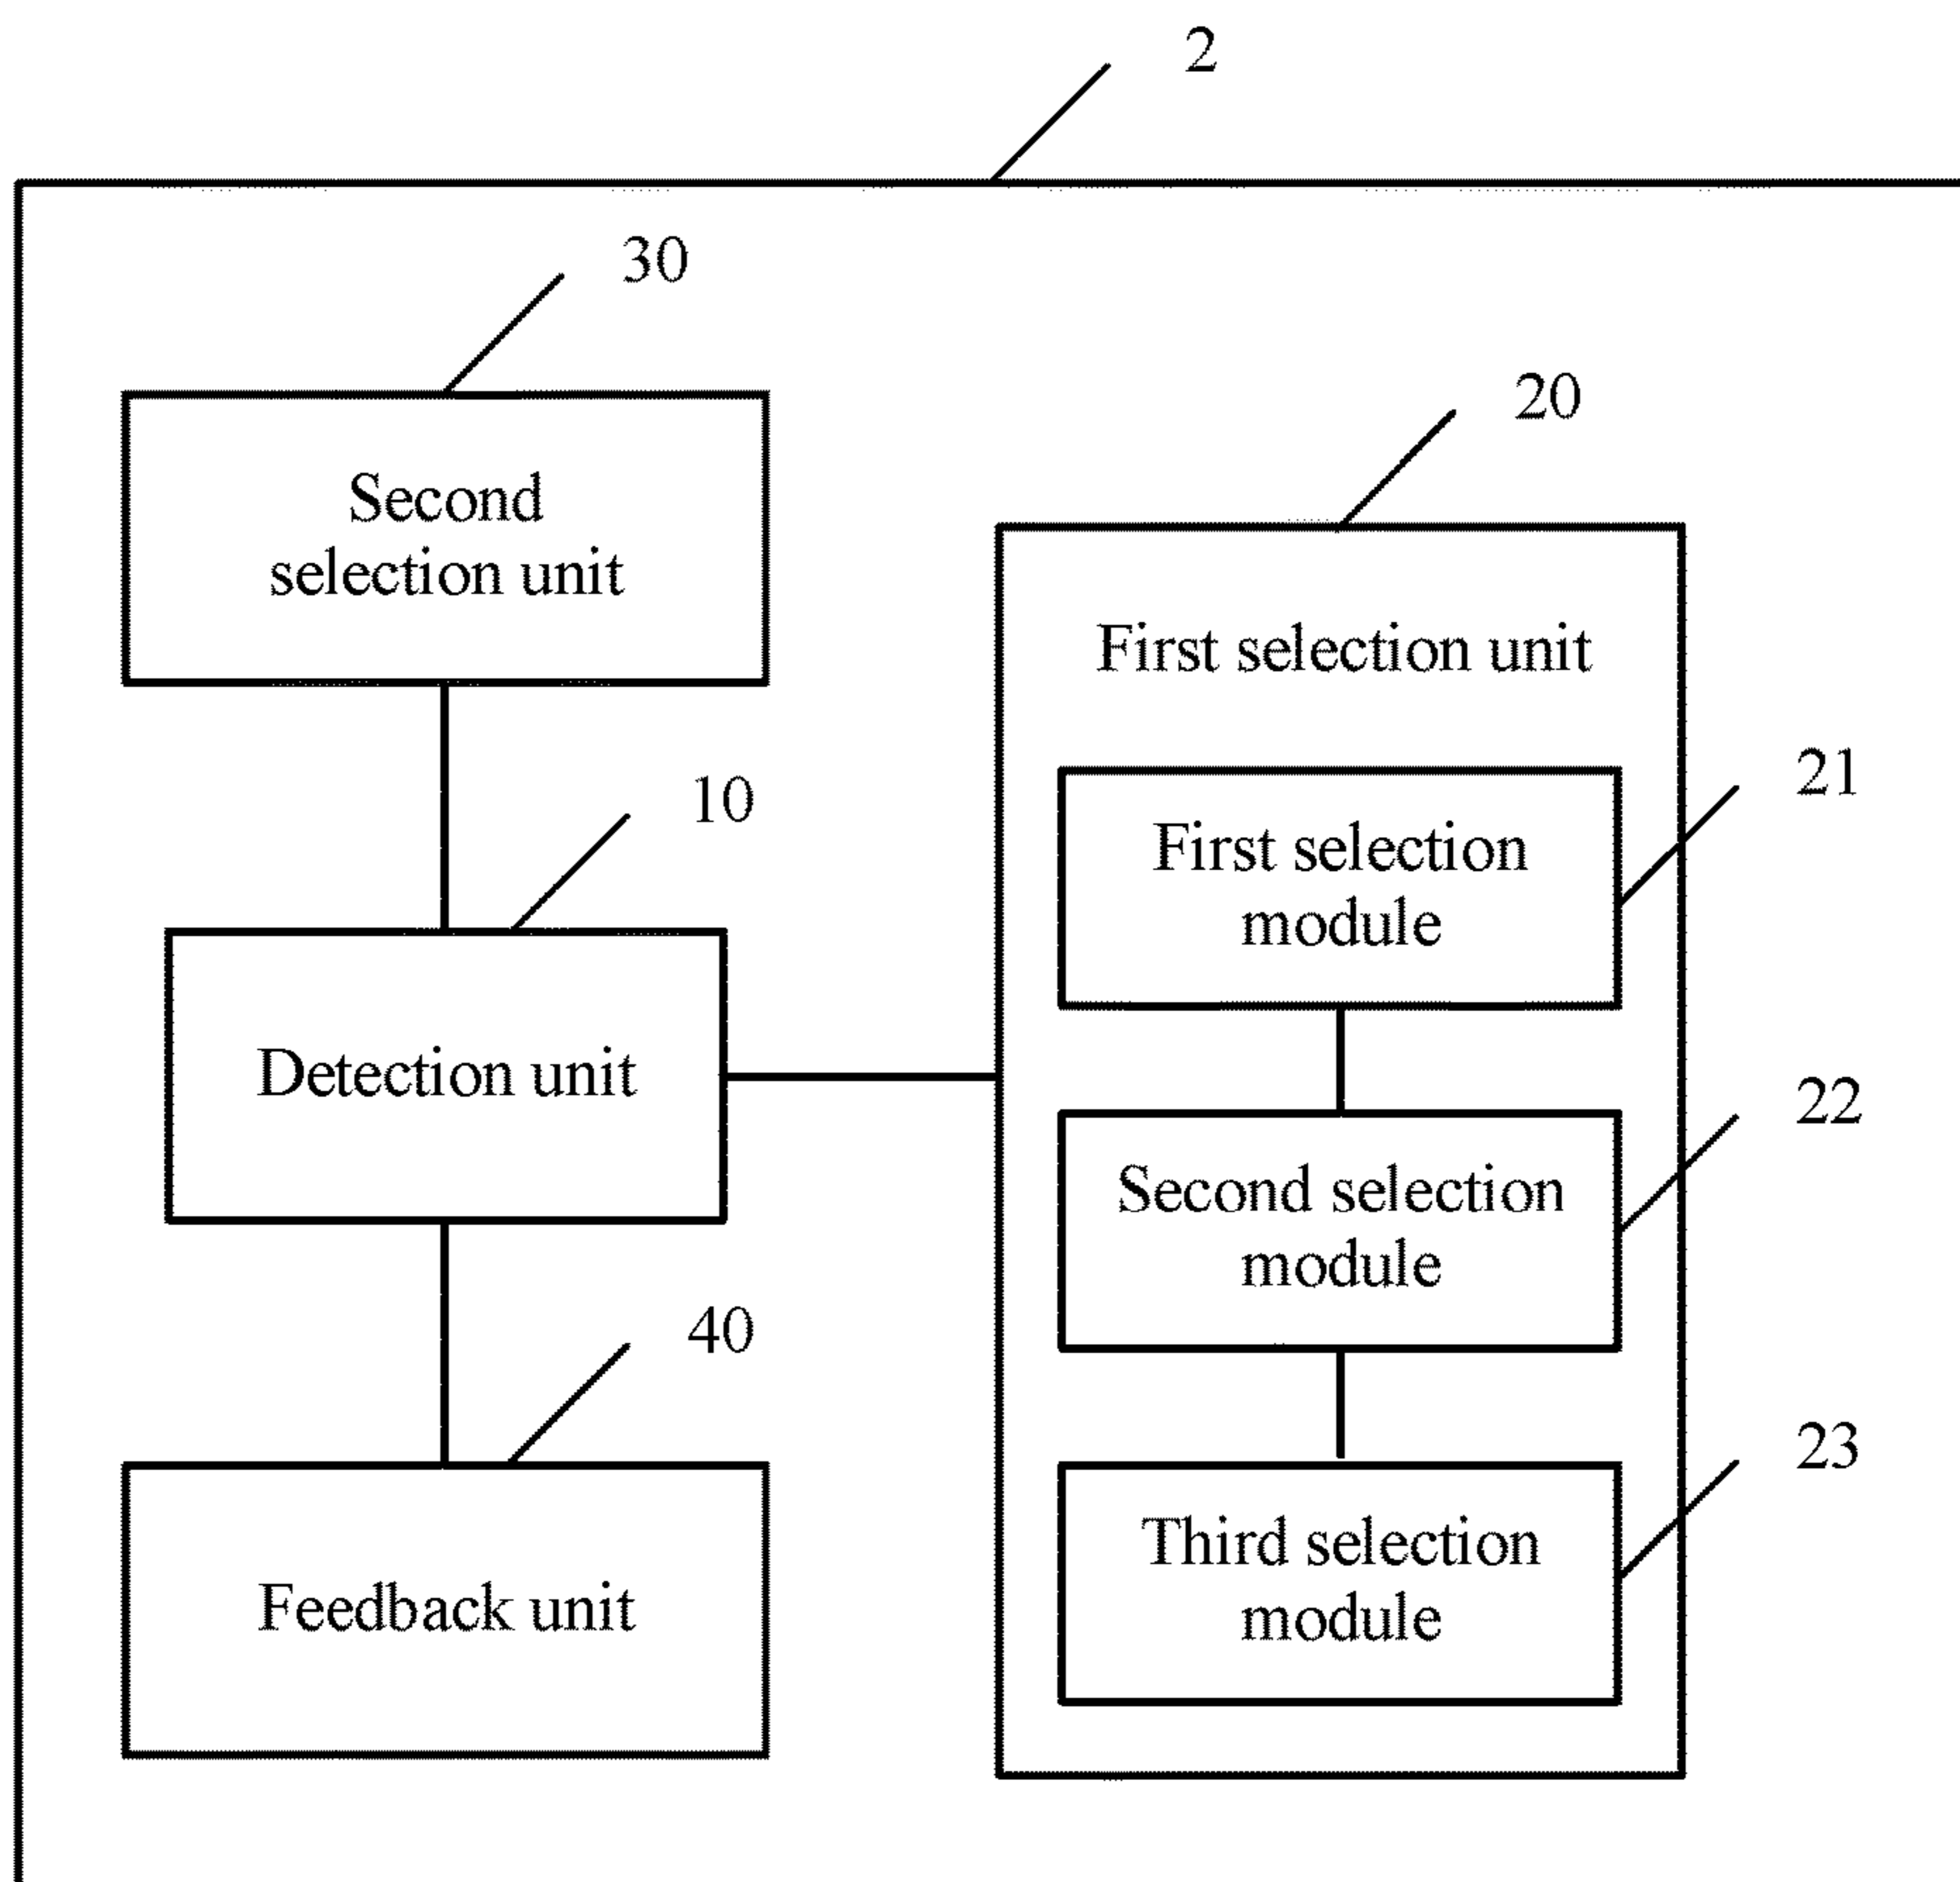 2
30
Second
selection unit
20
First selection unit
21
First selection
module
10
Detection unit
22
Second selection
module
40
Feedback unit
23
Third selection
module